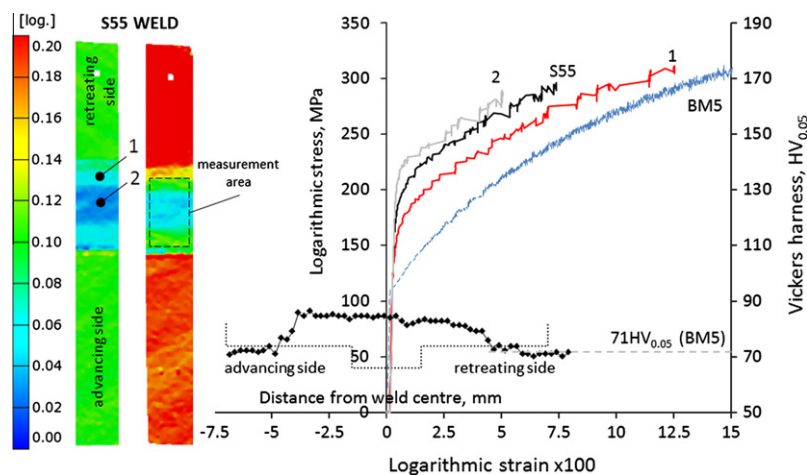 [log.]
S55 WELD
0.20
0.18
0.16
0.14
0.12
0.10
0.08
0.06
0.04
0.02
0.00
retreating side
advancing side
1
2
measurement area
Logarithmic stress, MPa
350
300
250
200
150
100
50
0
2
S55
1
BM5
190
170
150
130
110
90
70
50
Vickers harness, HV0.05
71HV0.05 (BM5)
advancing side
retreating side
Distance from weld centre, mm
-7.5
-5
-2.5
0
2.5
5
7.5
10
12.5
15
Logarithmic strain x100